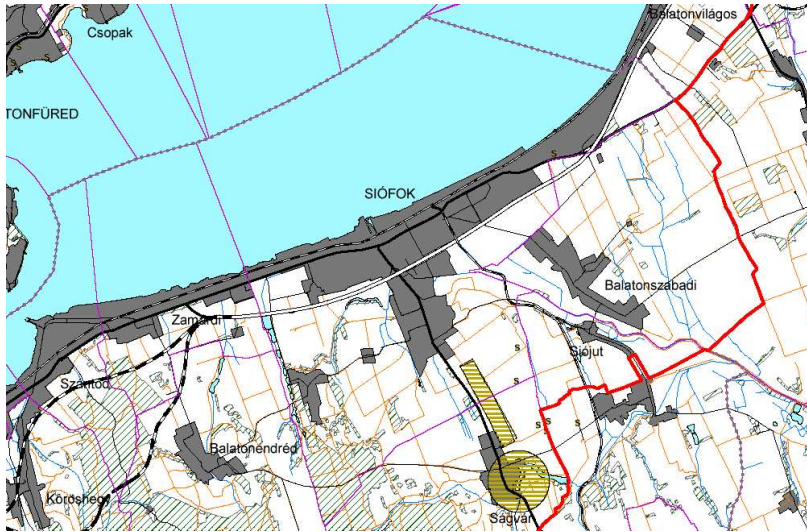 Balatonvilágos
Csopak
TONFÜRED
SIÓFOK
Balatonszabadi
Zamárdi
Siójut
Szántód
Balatonendréd
Kőröshegy
Ságvár
s
s
s
s
s
s
s
s